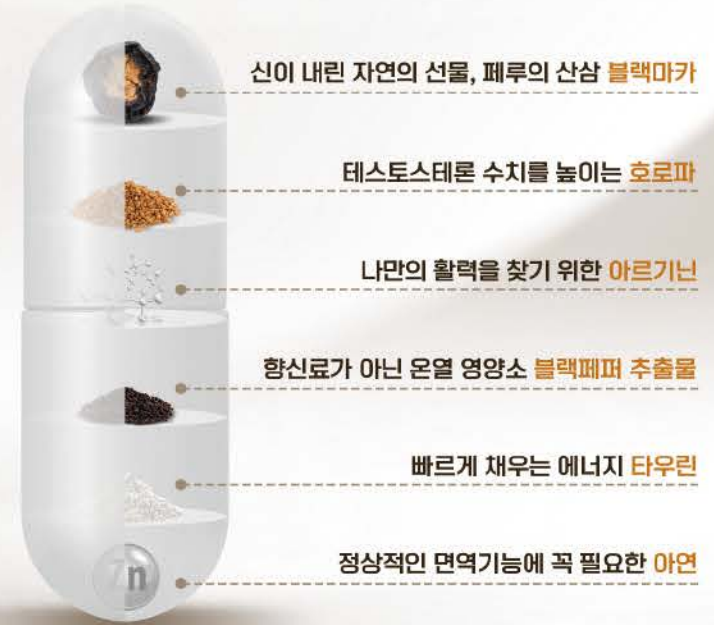 신이 내린 자연의 선물, 페루의 산삼 블랙마카
테스토스테론 수치를 높이는 호로파
나만의 활력을 찾기 위한 아르기닌
향신료가 아닌 온열 영양소 블랙페퍼 추출물
빠르게 채우는 에너지 타우린
정상적인 면역기능에 꼭 필요한 아연
Zn